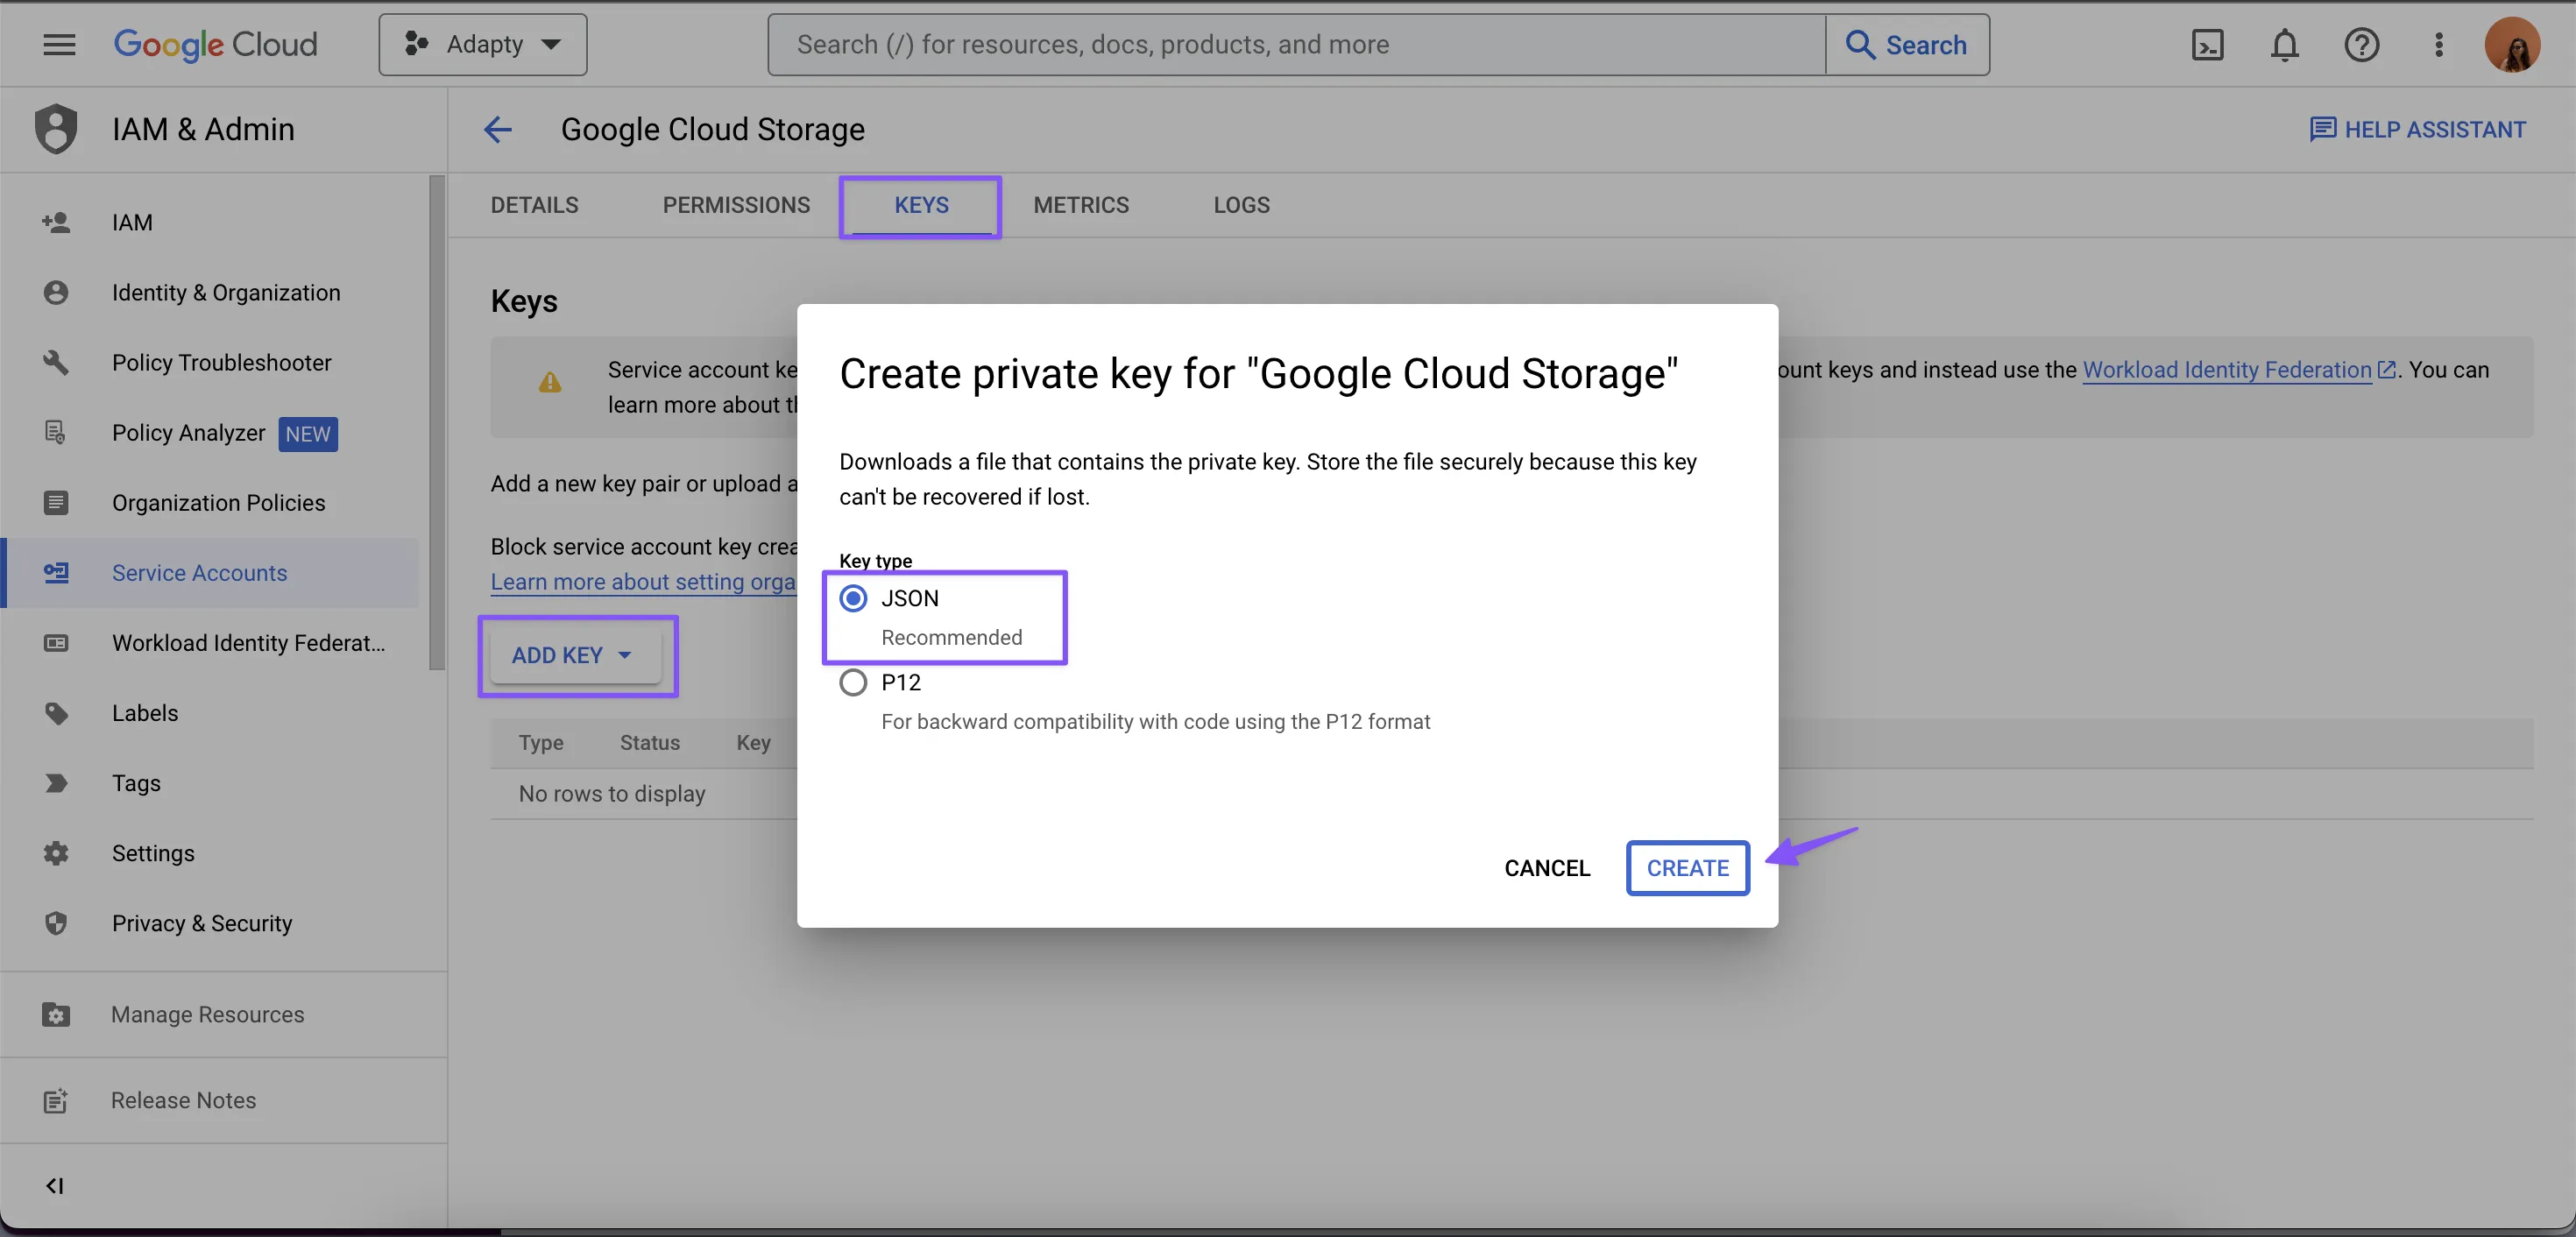 Google Cloud
Adapty
Search (/) for resources, docs, products, and more
Search
IAM & Admin
Google Cloud Storage
HELP ASSISTANT
DETAILS
PERMISSIONS
KEYS
METRICS
LOGS
IAM
Identity & Organization
Policy Troubleshooter
Policy Analyzer NEW
Organization Policies
Service Accounts
Workload Identity Federat...
Labels
Tags
Settings
Privacy & Security
Manage Resources
Release Notes
Keys
Service account ke
ount keys and instead use the Workload Identity Federation. You can
learn more about t
Add a new key pair or upload a
Block service account key crea
Learn more about setting orga
ADD KEY
Type Status Key
No rows to display
Create private key for "Google Cloud Storage"
Downloads a file that contains the private key. Store the file securely because this key
can't be recovered if lost.
Key type
JSON
Recommended
P12
For backward compatibility with code using the P12 format
CANCEL
CREATE